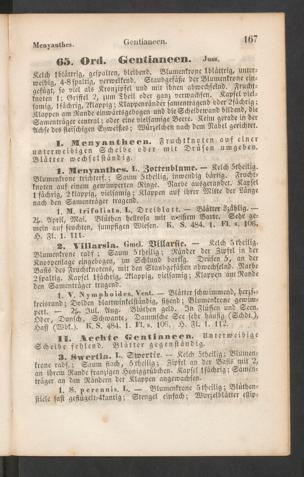 Menyanthes. Gentianeen. 167
65. Ord. Gentianeen. Juss.
Kelch 1blättrig, gespalten, bleibend. Blumenkrone 1blättrig, unter-
weibig, 4-8spaltig, verwelkend. Staubgefäße der Blumenkrone ein-
gefügt, so viel als Kronzipfel und mit ihnen abwechselnd. Frucht-
knoten 1; Griffel 2, zum Theil oder ganz verwachsen. Kapsel viel-
samig, 1fächrig, 2klappig; Klappenränder samentragend oder 2fächrig;
Klappen am Rande einwärtsgebogen und die Scheidewand bildend, die
Samenträger central; oder eine vielsamige Beere. Keim gerade in der
Achse des fleischigen Eyweißes; Würzelchen nach dem Nabel gerichtet.
I. Menyantheen. Fruchtknoten auf einer
unterweibigen Scheibe oder mit Drüsen umgeben.
Blätter wechselständig.
1. Menyanthes. L. Zottenblume. — Kelch 5theilig.
Blumenkrone trichterf.; Saum 5theilig, inwendig bärtig. Frucht-
knoten auf einem gewimperten Ringe. Narbe ausgerandet. Kapsel
1fächrig, 2klappig, vielsamig; Klappen auf ihrer Mitte der Länge
nach den Samenträger tragend.
1. M. trifoliata. L. Dreiblatt. — Blätter 3zählig. —
♃. April, Mai. Blüthen hellroth mit weißem Barte. Sehr ge-
mein auf feuchten, sumpfigen Wiesen. K. S. 484. 1. Fl. s. 106,
H. Fl. 1. 111.
2. Villarsia. Gmel. Villarsie. — Kelch 5theilig.
Blumenkrone radf; Saum 5theilig; Ränder der Zipfel in der
Knospenlage eingebogen, im Schlund bärtig. Drüsen 5, an der
Basis des Fruchtknotens, mit den Staubgefäßen abwechselnd. Narbe
2spaltig. Kapsel 1fächrig, 2klappig, vielsamig; Klappen am Rande
den Samenträger tragend.
1. V. Nymphoides. Vent. — Blätter schwimmend, herzf.-
kreisrund; Dolden blattwinkelständig, sitzend; Blumenkrone gewim-
pert. — ♃. Jul. Aug. Blüthen gelb. In Flüssen und Seen.
Oder, Dunsch, Schwante, Dammscher See sehr häufig (Schdt.),
Haff (Wbl.). K. S. 484. 1. Fl. s. 106, H. Fl. 1. 112.
II. Aechte Gentianeen. Unterweibige
Scheibe fehlend. Blätter gegenständig.
3. Swertia. L. Swertie. — Kelch 5theilig; Blumen-
krone radf.; Saum flach, 5theilig; Zipfel an der Basis mit 2,
an ihrem Rande franzigen Honiggrübchen. Kapsel 1fächrig; Samen-
träger an den Rändern der Klappen angewachsen.
1. S. perennis. L. — Blumenkrone 5theilig; Blüthen-
stiele fast geflügelt-4kantig; Stengel einfach; Wurzelblätter ellip-